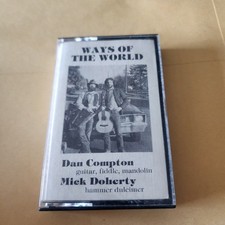 WAYS OF
THE WORLD
Dan Compton
guitar, fiddle, mandolin
Mick Doherty
hammer dulcimer